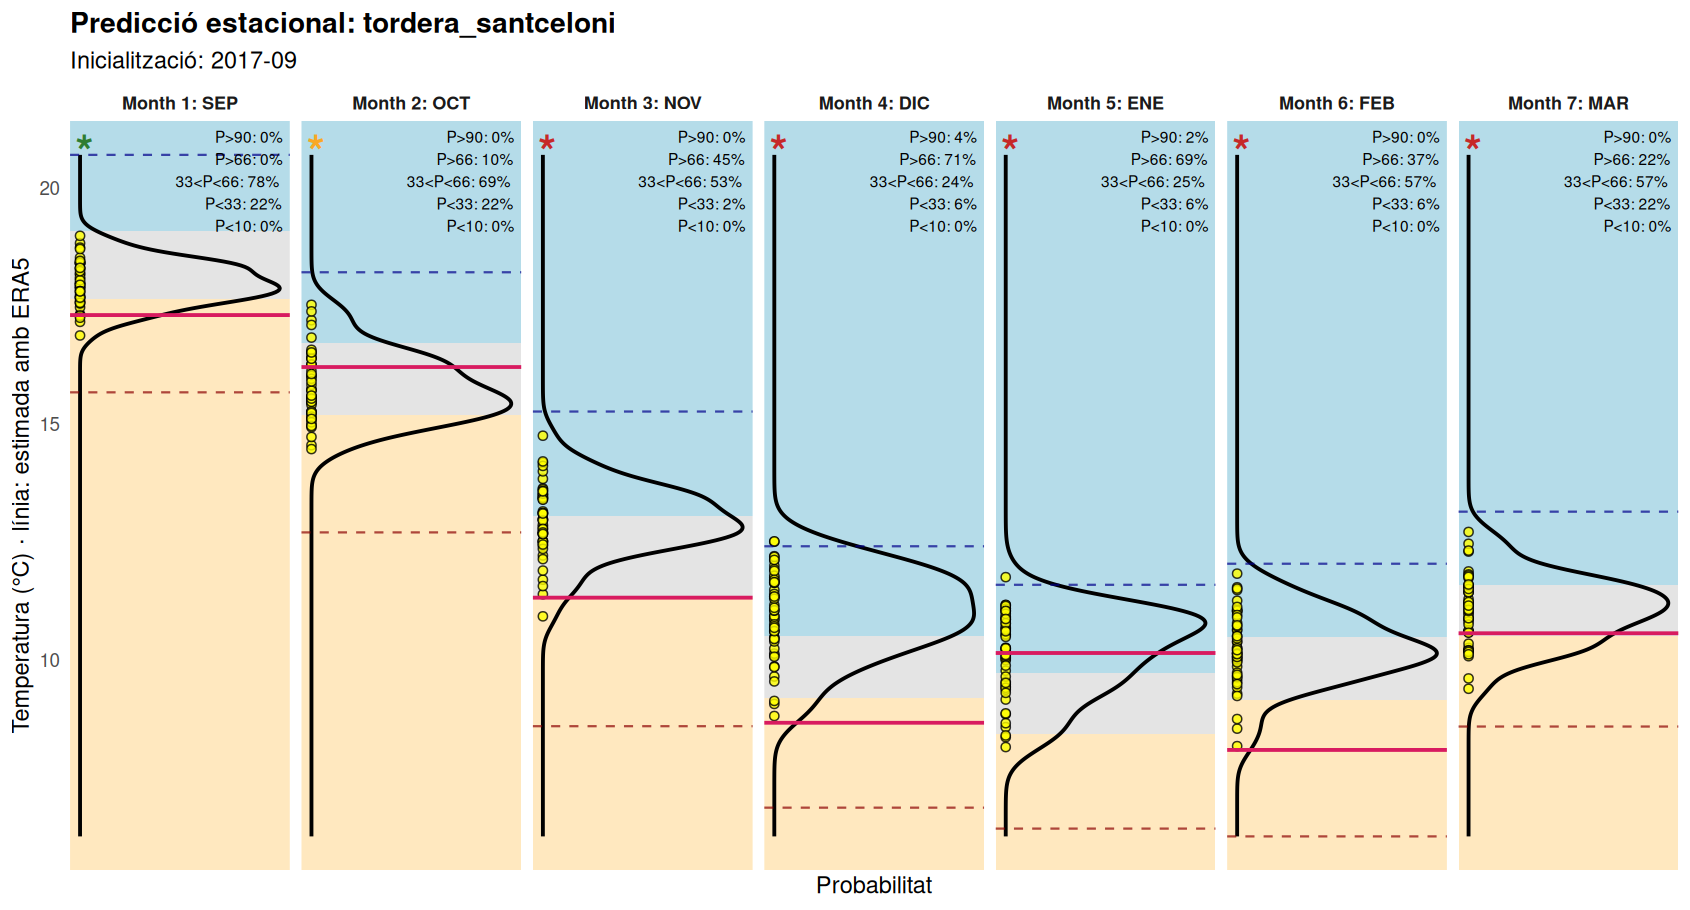 Predicció estacional: tordera_santceloni
Inicialització: 2017-09
Month 1: SEP
Month 2: OCT
Month 3: NOV
Month 4: DIC
Month 5: ENE
Month 6: FEB
Month 7: MAR
*
P>90: 0%
P>66: 0%
33<P<66: 78%
P<33: 22%
P<10: 0%
*
P>90: 0%
P>66: 10%
33<P<66: 69%
P<33: 22%
P<10: 0%
*
P>90: 0%
P>66: 45%
33<P<66: 53%
P<33: 2%
P<10: 0%
*
P>90: 4%
P>66: 71%
33<P<66: 24%
P<33: 6%
P<10: 0%
*
P>90: 2%
P>66: 69%
33<P<66: 25%
P<33: 6%
P<10: 0%
*
P>90: 0%
P>66: 37%
33<P<66: 57%
P<33: 6%
P<10: 0%
*
P>90: 0%
P>66: 22%
33<P<66: 57%
P<33: 22%
P<10: 0%
20
15
10
Temperatura (°C) · línia: estimada amb ERA5
Probabilitat